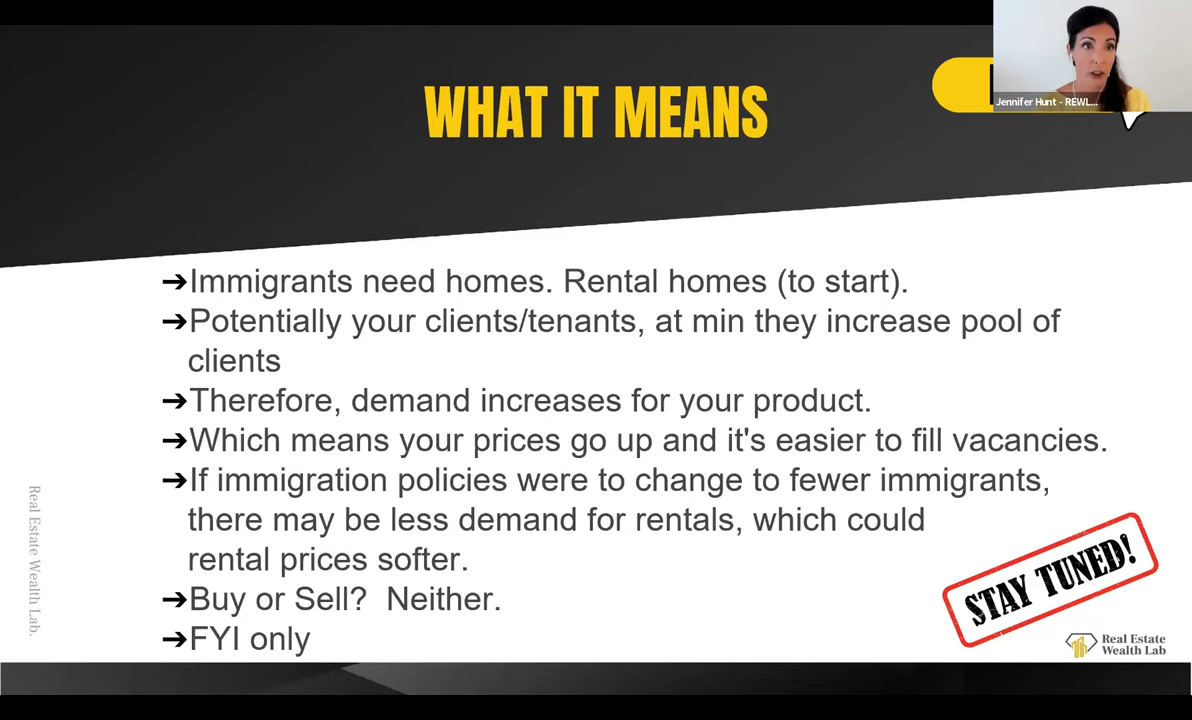 Jennifer Hunt - REWL...
WHAT IT MEANS
➔Immigrants need homes. Rental homes (to start).
➔Potentially your clients/tenants, at min they increase pool of
clients
➔Therefore, demand increases for your product.
➔Which means your prices go up and it's easier to fill vacancies.
➔If immigration policies were to change to fewer immigrants,
there may be less demand for rentals, which could
rental prices softer.
➔Buy or Sell?  Neither.
➔FYI only
Real Estate Wealth Lab.
STAY TUNED!
Real Estate
Wealth Lab